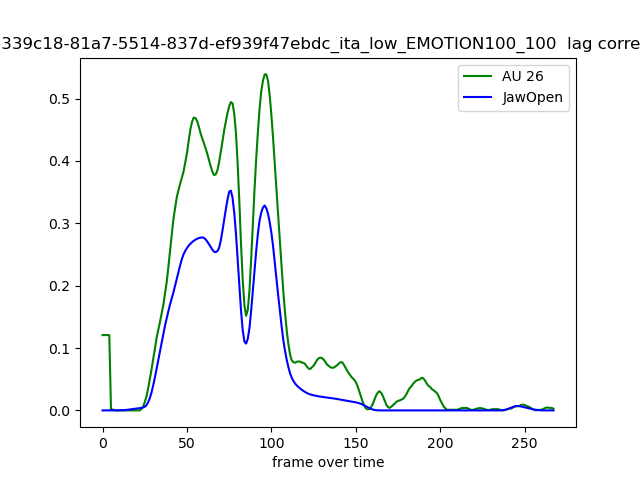 339c18-81a7-5514-837d-ef939f47ebdc_ita_low_EMOTION100_100  lag corre
AU 26
JawOpen
0.5
0.4
0.3
0.2
0.1
0.0
0 50 100 150 200 250
frame over time